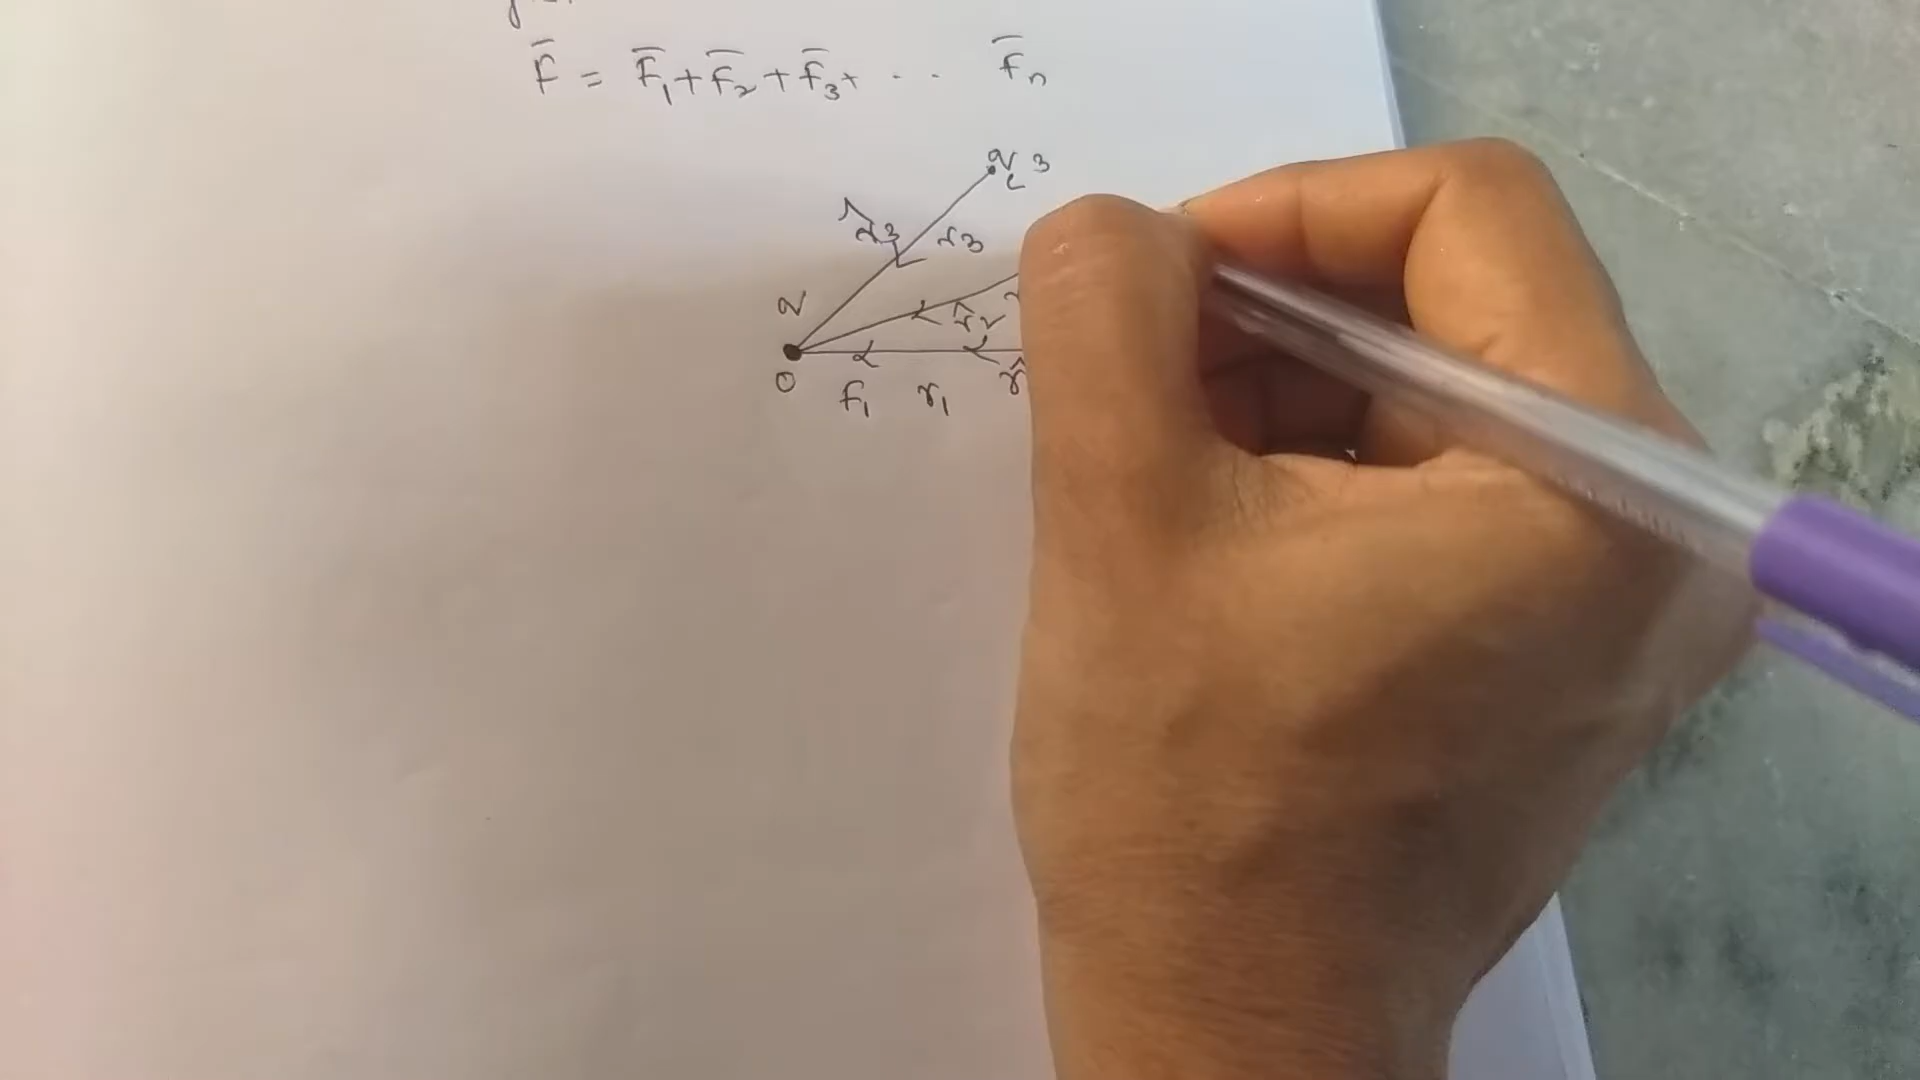 F̅ = F̅₁ + F̅₂ + F̅₃ + . . F̅n
q3
r̂3 r3
q
r̂2
O F1 r1 r̂